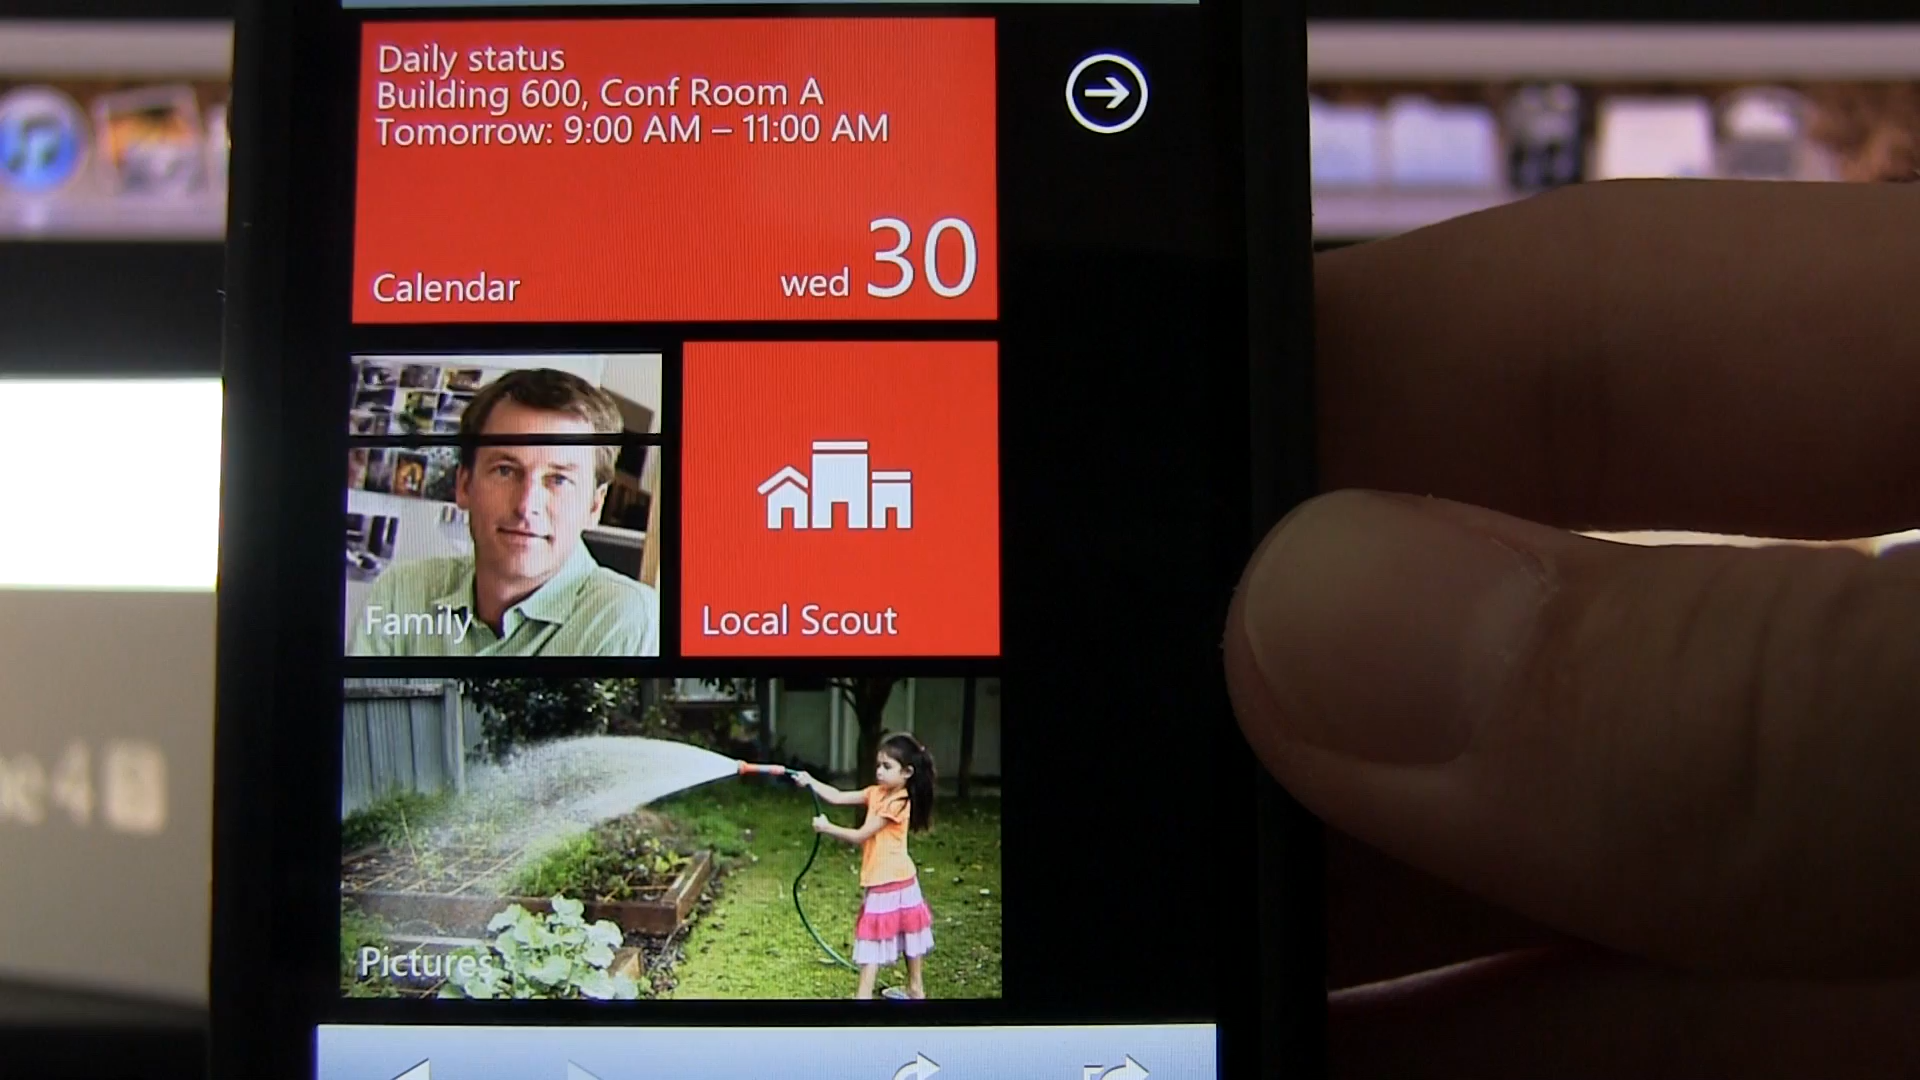 Daily status
Building 600, Conf Room A
Tomorrow: 9:00 AM – 11:00 AM
Calendar
wed 30
Family
Local Scout
Pictures